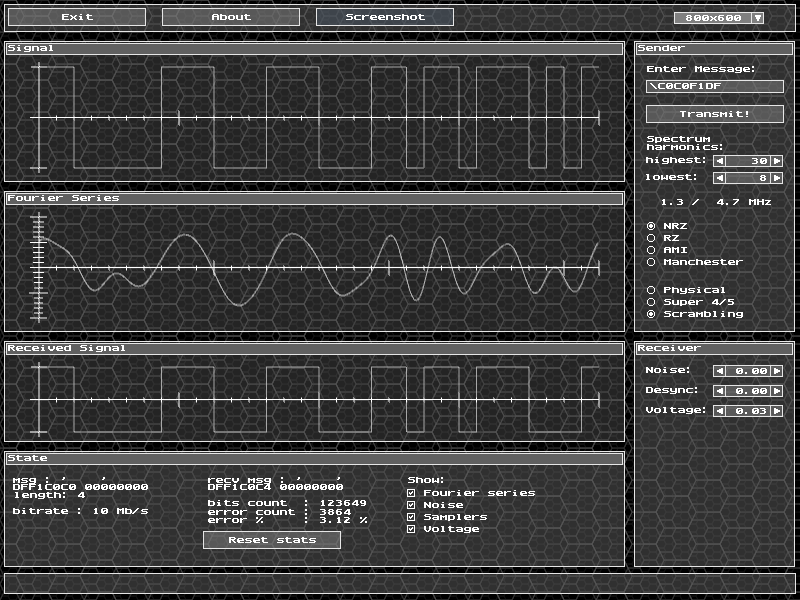 Exit About Screenshot 800x600
Signal
Sender
Enter Message:
\C0C0F1DF
Transmit!
Spectrum
harmonics:
highest: 30
lowest: 8
1.3 / 4.7 MHz
NRZ
RZ
AMI
Manchester
Physical
Super 4/5
Scrambling
Fourier Series
Received Signal
Receiver
Noise: 0.00
Desync: 0.00
Voltage: 0.03
State
msg : ' '
DFF1C0C0 00000000
length: 4
bitrate : 10 Mb/s
recv msg : ' '
DFF1C0C4 00000000
bits count : 123649
error count : 3864
error % : 3.12 %
Reset stats
Show:
Fourier series
Noise
Samplers
Voltage